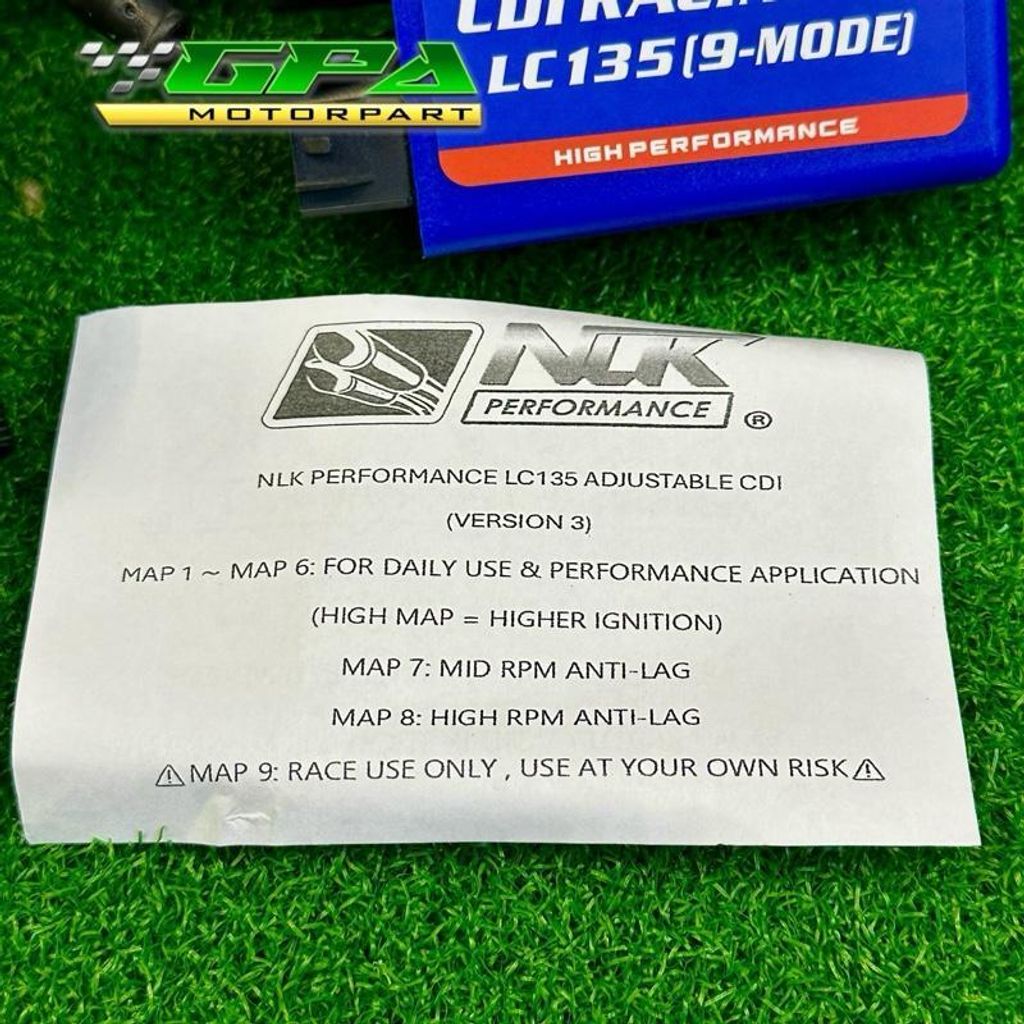 GPA
MOTORPART
LC135 (9-MODE)
HIGH PERFORMANCE
NLK
PERFORMANCE
®
NLK PERFORMANCE LC135 ADJUSTABLE CDI
(VERSION 3)
MAP 1 ~ MAP 6: FOR DAILY USE & PERFORMANCE APPLICATION
(HIGH MAP = HIGHER IGNITION)
MAP 7: MID RPM ANTI-LAG
MAP 8: HIGH RPM ANTI-LAG
⚠MAP 9: RACE USE ONLY , USE AT YOUR OWN RISK⚠